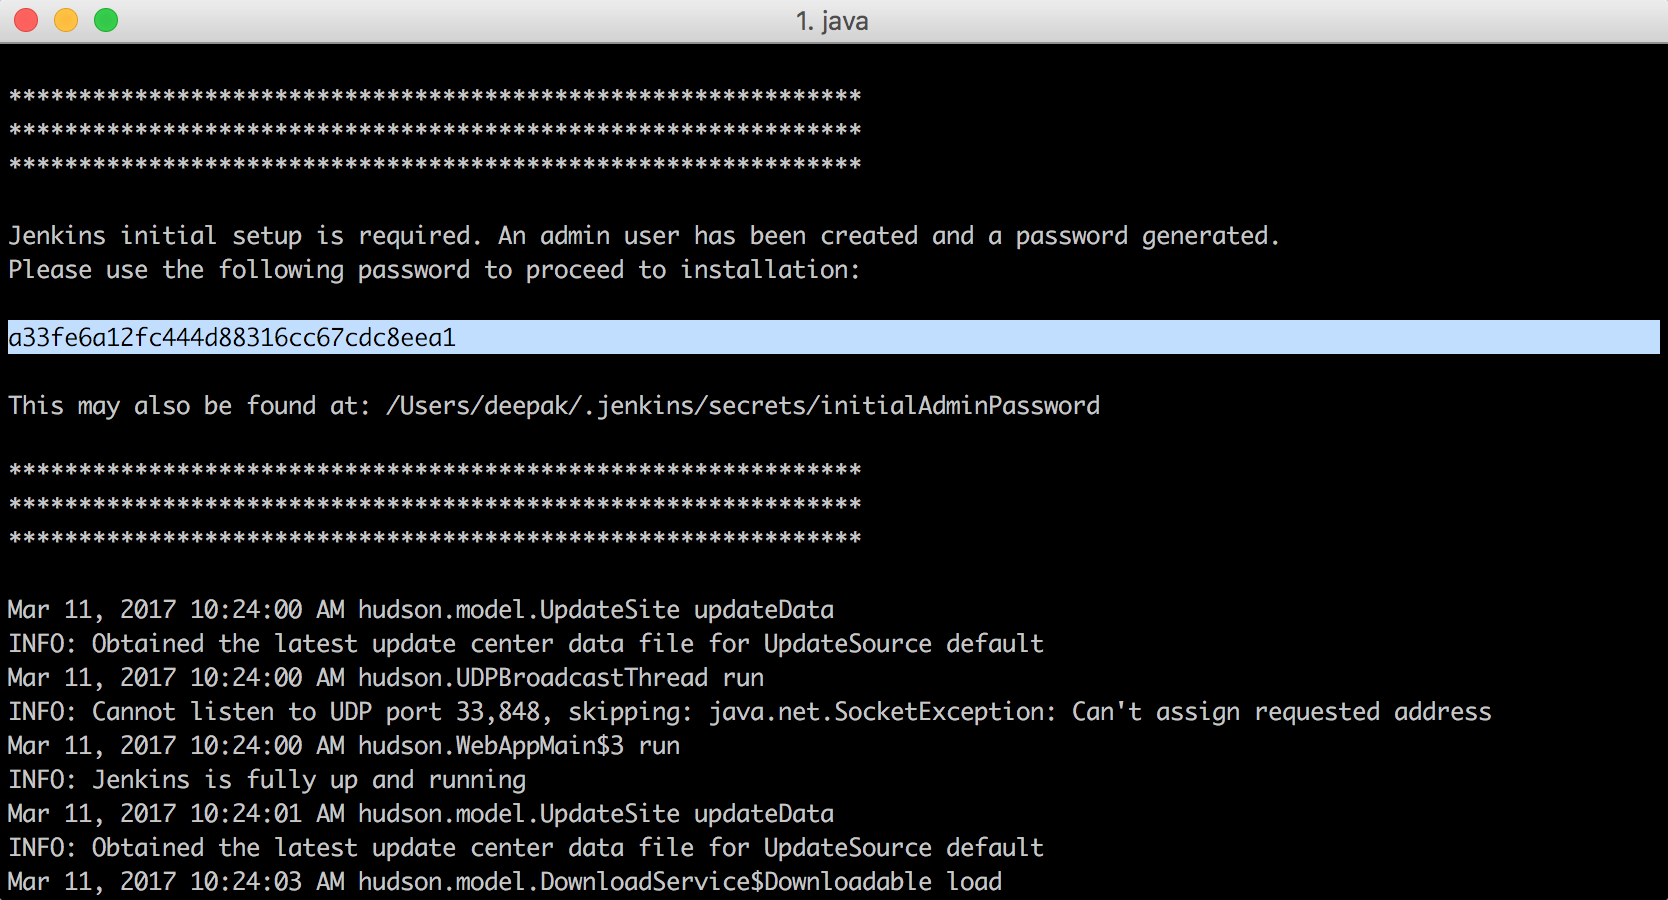 1. java
*************************************************************
*************************************************************
*************************************************************
Jenkins initial setup is required. An admin user has been created and a password generated.
Please use the following password to proceed to installation:
a33fe6a12fc444d88316cc67cdc8eea1
This may also be found at: /Users/deepak/.jenkins/secrets/initialAdminPassword
*************************************************************
*************************************************************
*************************************************************
Mar 11, 2017 10:24:00 AM hudson.model.UpdateSite updateData
INFO: Obtained the latest update center data file for UpdateSource default
Mar 11, 2017 10:24:00 AM hudson.UDPBroadcastThread run
INFO: Cannot listen to UDP port 33,848, skipping: java.net.SocketException: Can't assign requested address
Mar 11, 2017 10:24:00 AM hudson.WebAppMain$3 run
INFO: Jenkins is fully up and running
Mar 11, 2017 10:24:01 AM hudson.model.UpdateSite updateData
INFO: Obtained the latest update center data file for UpdateSource default
Mar 11, 2017 10:24:03 AM hudson.model.DownloadService$Downloadable load